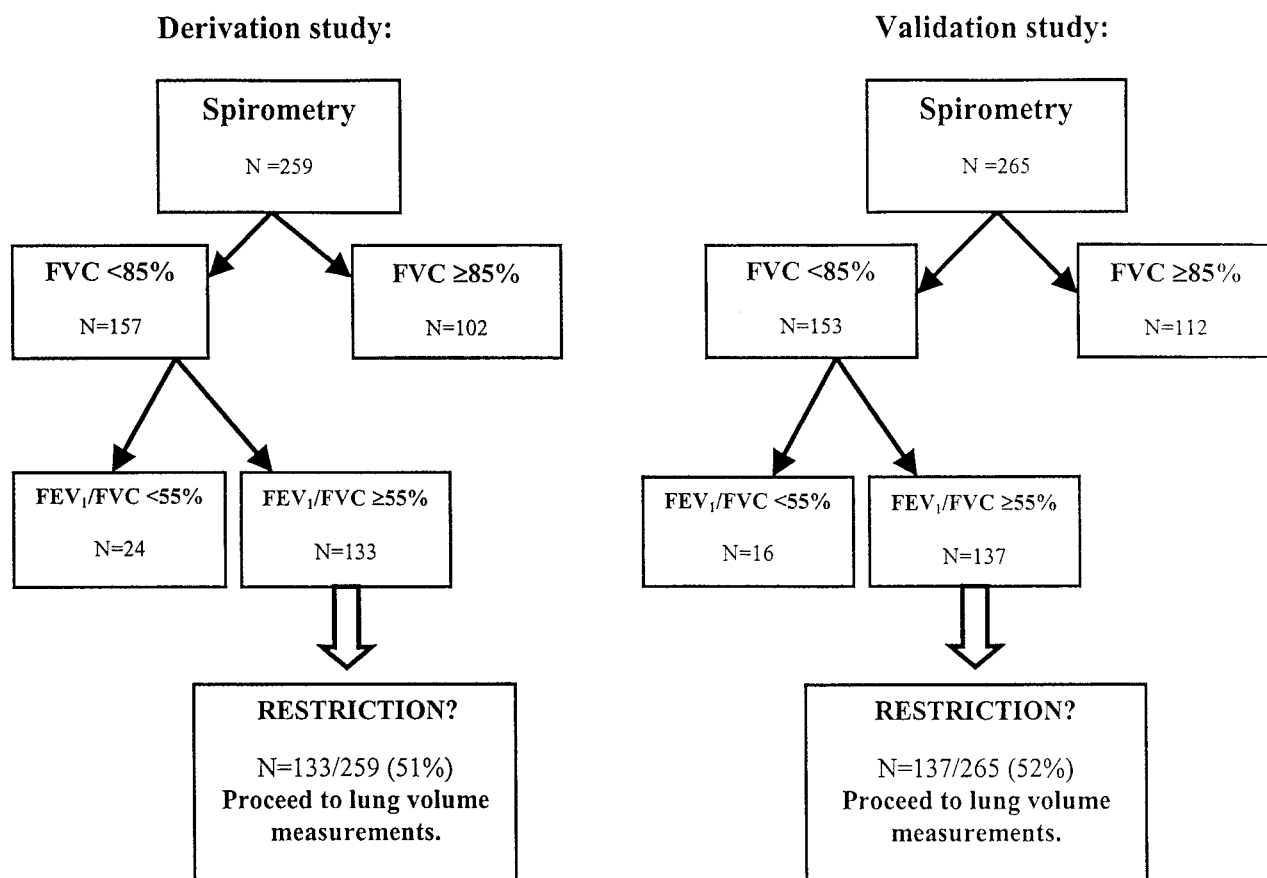 Derivation study:
Spirometry
N =259
FVC <85%
N=157
FVC ≥85%
N=102
FEV₁/FVC <55%
N=24
FEV₁/FVC ≥55%
N=133
RESTRICTION?
N=133/259 (51%)
Proceed to lung volume
measurements.
Validation study:
Spirometry
N =265
FVC <85%
N=153
FVC ≥85%
N=112
FEV₁/FVC <55%
N=16
FEV₁/FVC ≥55%
N=137
RESTRICTION?
N=137/265 (52%)
Proceed to lung volume
measurements.